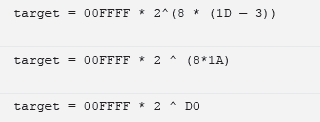 target = 00FFFF * 2^(8 * (1D – 3))
target = 00FFFF * 2 ^ (8*1A)
target = 00FFFF * 2 ^ D0